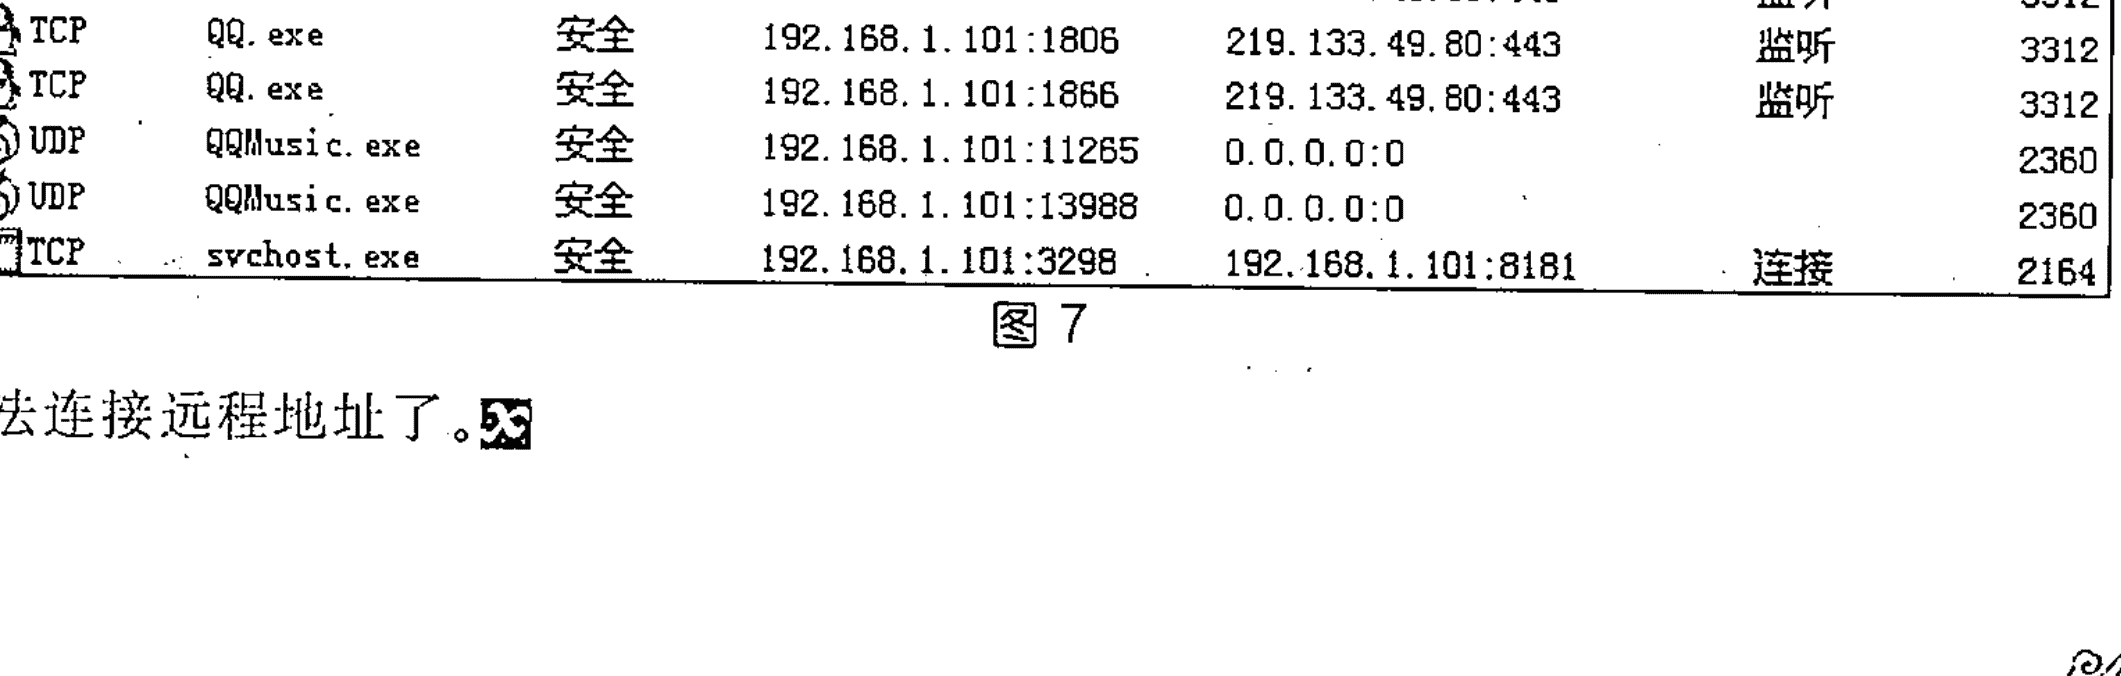 TCP QQ.exe 安全 192.168.1.101:1806 219.133.49.80:443 监听 3312
TCP QQ.exe 安全 192.168.1.101:1866 219.133.49.80:443 监听 3312
UDP QQMusic.exe 安全 192.168.1.101:11265 0.0.0.0:0 2360
UDP QQMusic.exe 安全 192.168.1.101:13988 0.0.0.0:0 2360
TCP svchost.exe 安全 192.168.1.101:3298 192.168.1.101:8181 连接 2164
图 7
法连接远程地址了。